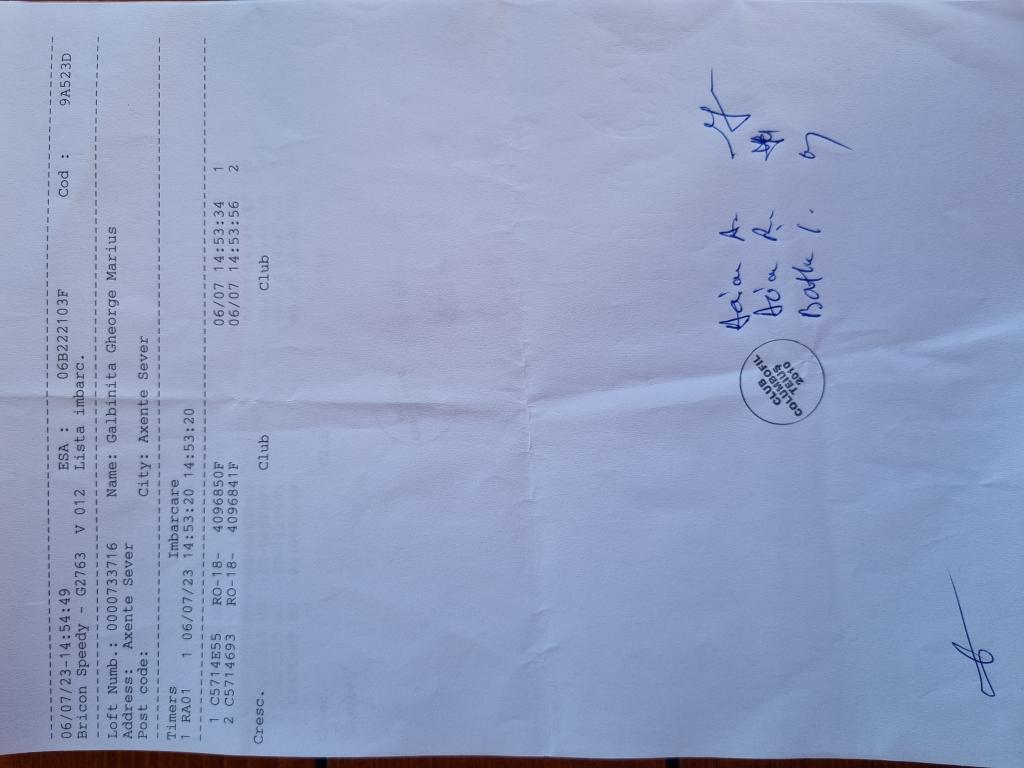 06/07/23-14:54:49 ESA : 06B222103F Cod : 9A523D
Bricon Speedy - G2763 V 012 Lista imbarc.
Loft Numb.: 0000733716 Name: Galbinita Gheorge Marius
Address: Axente Sever
Post code: City: Axente Sever
Timers Imbarcare
1 RA01 1 06/07/23 14:53:20 14:53:20
1 C5714E55 RO-18- 4096850F 06/07 14:53:34 1
2 C5714693 RO-18- 4096841F 06/07 14:53:56 2
Cresc. Club Club
CLUB
COLUMBOFIL
TEIUȘ
2010